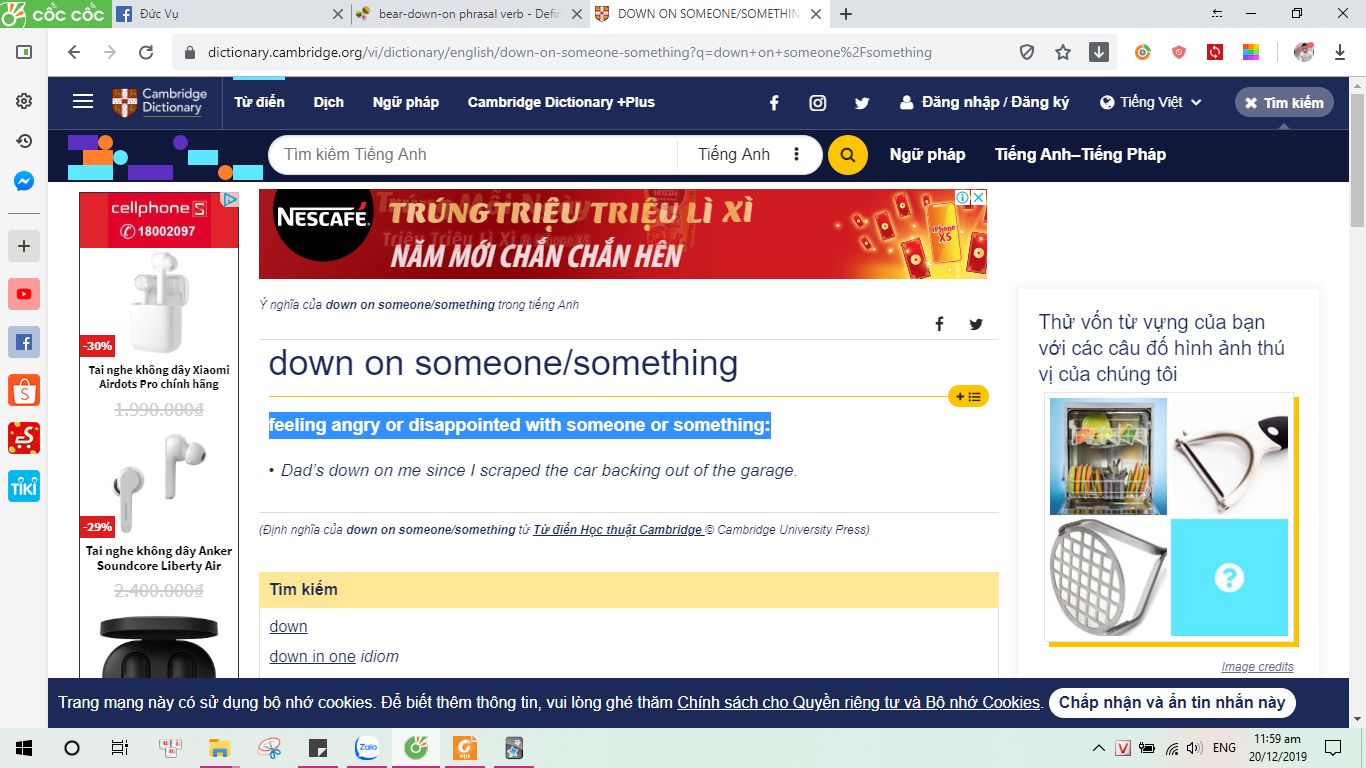 cốc cốc
Đức Vụ
bear-down-on phrasal verb - Defin
DOWN ON SOMEONE/SOMETHIN
dictionary.cambridge.org/vi/dictionary/english/down-on-someone-something?q=down+on+someone%2Fsomething
Cambridge
Dictionary
Từ điển
Dịch
Ngữ pháp
Cambridge Dictionary +Plus
Đăng nhập / Đăng ký
Tiếng Việt
Tìm kiếm
Tìm kiếm Tiếng Anh
Tiếng Anh
Ngữ pháp
Tiếng Anh–Tiếng Pháp
cellphone S
18002097
-30%
Tai nghe không dây Xiaomi
Airdots Pro chính hãng
1.990.000₫
-29%
Tai nghe không dây Anker
Soundcore Liberty Air
2.400.000₫
NESCAFÉ
TRÚNG TRIỆU TRIỆU LÌ XÌ
NĂM MỚI CHẮN CHẮN HÊN
iPhone
XS
Ý nghĩa của down on someone/something trong tiếng Anh
down on someone/something
feeling angry or disappointed with someone or something:
• Dad’s down on me since I scraped the car backing out of the garage.
(Định nghĩa của down on someone/something từ Từ điển Học thuật Cambridge © Cambridge University Press)
Tìm kiếm
down
down in one idiom
Thử vốn từ vựng của bạn
với các câu đố hình ảnh thú
vị của chúng tôi
?
Image credits
Trang mạng này có sử dụng bộ nhớ cookies. Để biết thêm thông tin, vui lòng ghé thăm Chính sách cho Quyền riêng tư và Bộ nhớ Cookies.
Chấp nhận và ẩn tin nhắn này
TIKI
Zalo
PDF
V
ENG
11:59 am
20/12/2019